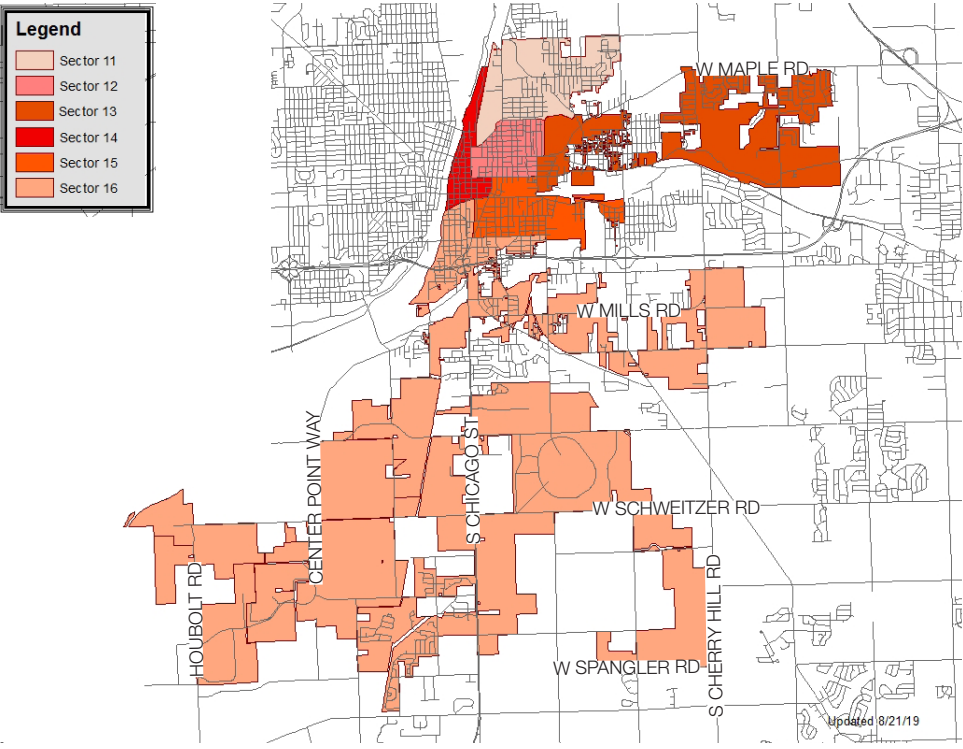 Legend
Sector 11
Sector 12
Sector 13
Sector 14
Sector 15
Sector 16
W MAPLE RD
W MILLS RD
CENTER POINT WAY
S CHICAGO ST
W SCHWEITZER RD
HOUBOLT RD
S CHERRY HILL RD
W SPANGLER RD
Updated 8/21/19